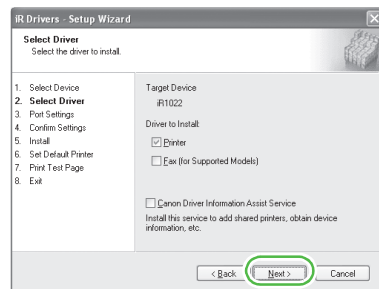 iR Drivers - Setup Wizard
Select Driver
Select the driver to install.
1. Select Device
2. Select Driver
3. Port Settings
4. Confirm Settings
5. Install
6. Set Default Printer
7. Print Test Page
8. Exit
Target Device
iR1022
Driver to Install:
Printer
Fax (for Supported Models)
Canon Driver Information Assist Service
Install this service to add shared printers, obtain device
information, etc.
< Back
Next >
Cancel